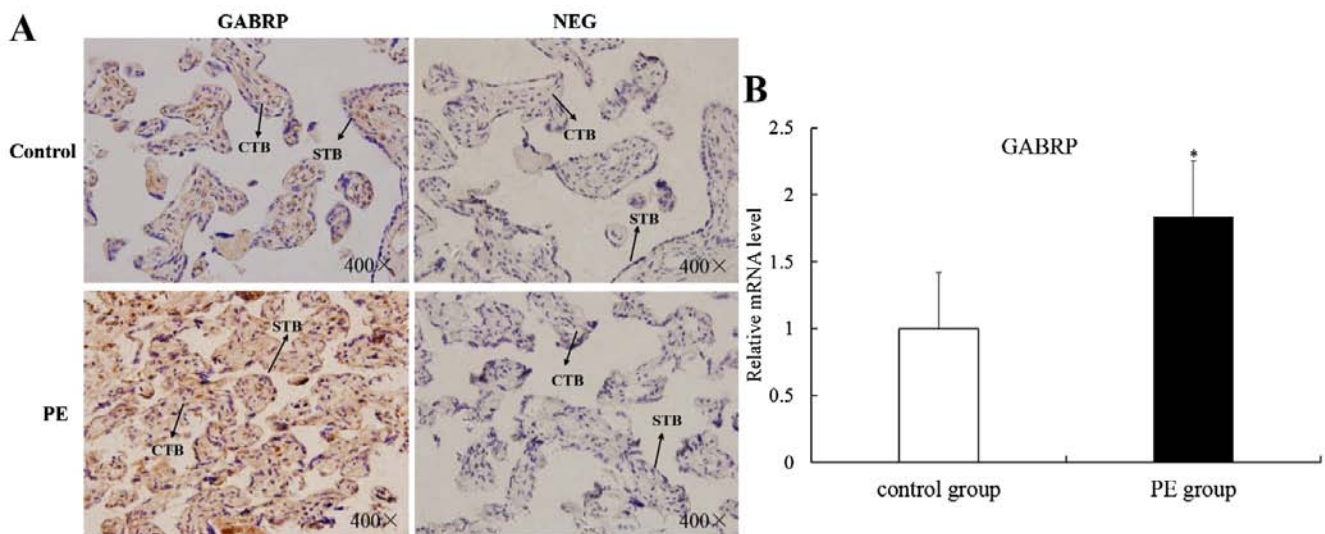 A
GABRP
NEG
Control
CTB
STB
400×
CTB
STB
400×
PE
STB
CTB
400×
CTB
STB
400×
B
GABRP
*
Relative mRNA level
2.5
2
1.5
1
0.5
0
control group
PE group